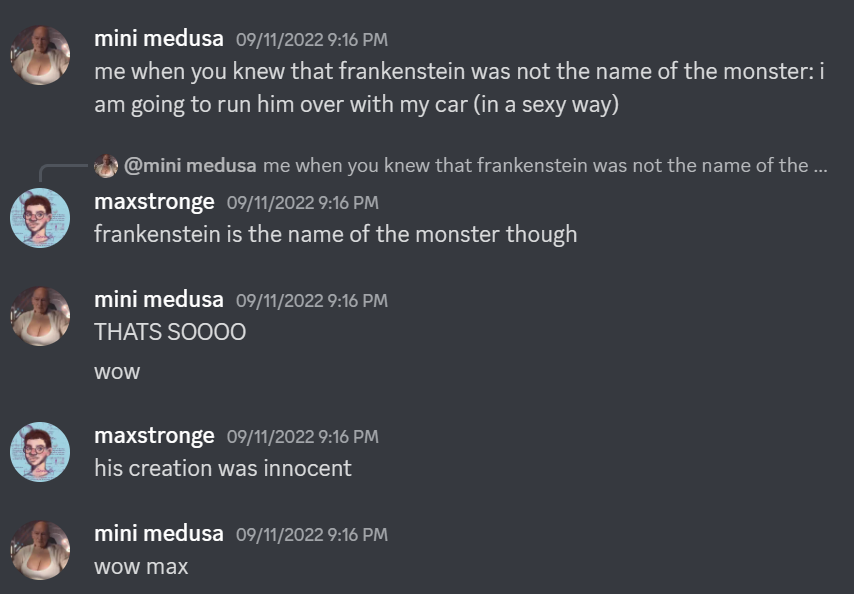 mini medusa 09/11/2022 9:16 PM
me when you knew that frankenstein was not the name of the monster: i
am going to run him over with my car (in a sexy way)
@mini medusa me when you knew that frankenstein was not the name of the ...
maxstronge 09/11/2022 9:16 PM
frankenstein is the name of the monster though
mini medusa 09/11/2022 9:16 PM
THATS SOOOO
wow
maxstronge 09/11/2022 9:16 PM
his creation was innocent
mini medusa 09/11/2022 9:16 PM
wow max